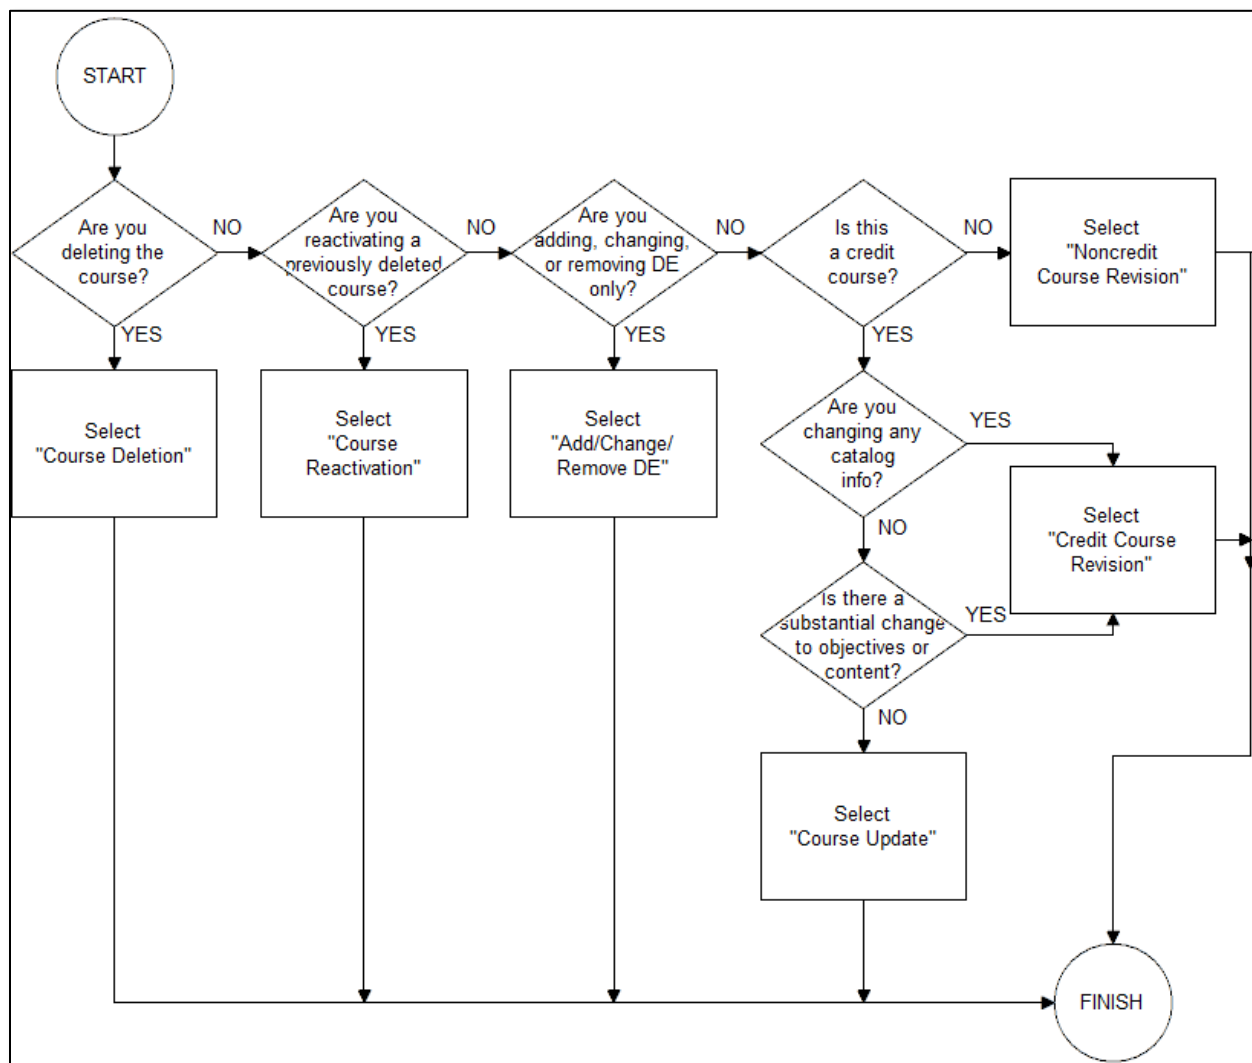 START
Are you
deleting the
course?
NO
YES
Are you
reactivating a
previously deleted
course?
NO
YES
Are you
adding, changing,
or removing DE
only?
NO
YES
Is this
a credit
course?
NO
YES
Select
"Noncredit
Course Revision"
Select
"Course Deletion"
Select
"Course
Reactivation"
Select
"Add/Change/
Remove DE"
Are you
changing any
catalog
info?
YES
NO
Select
"Credit Course
Revision"
Is there a
substantial change
to objectives or
content?
YES
NO
Select
"Course Update"
FINISH